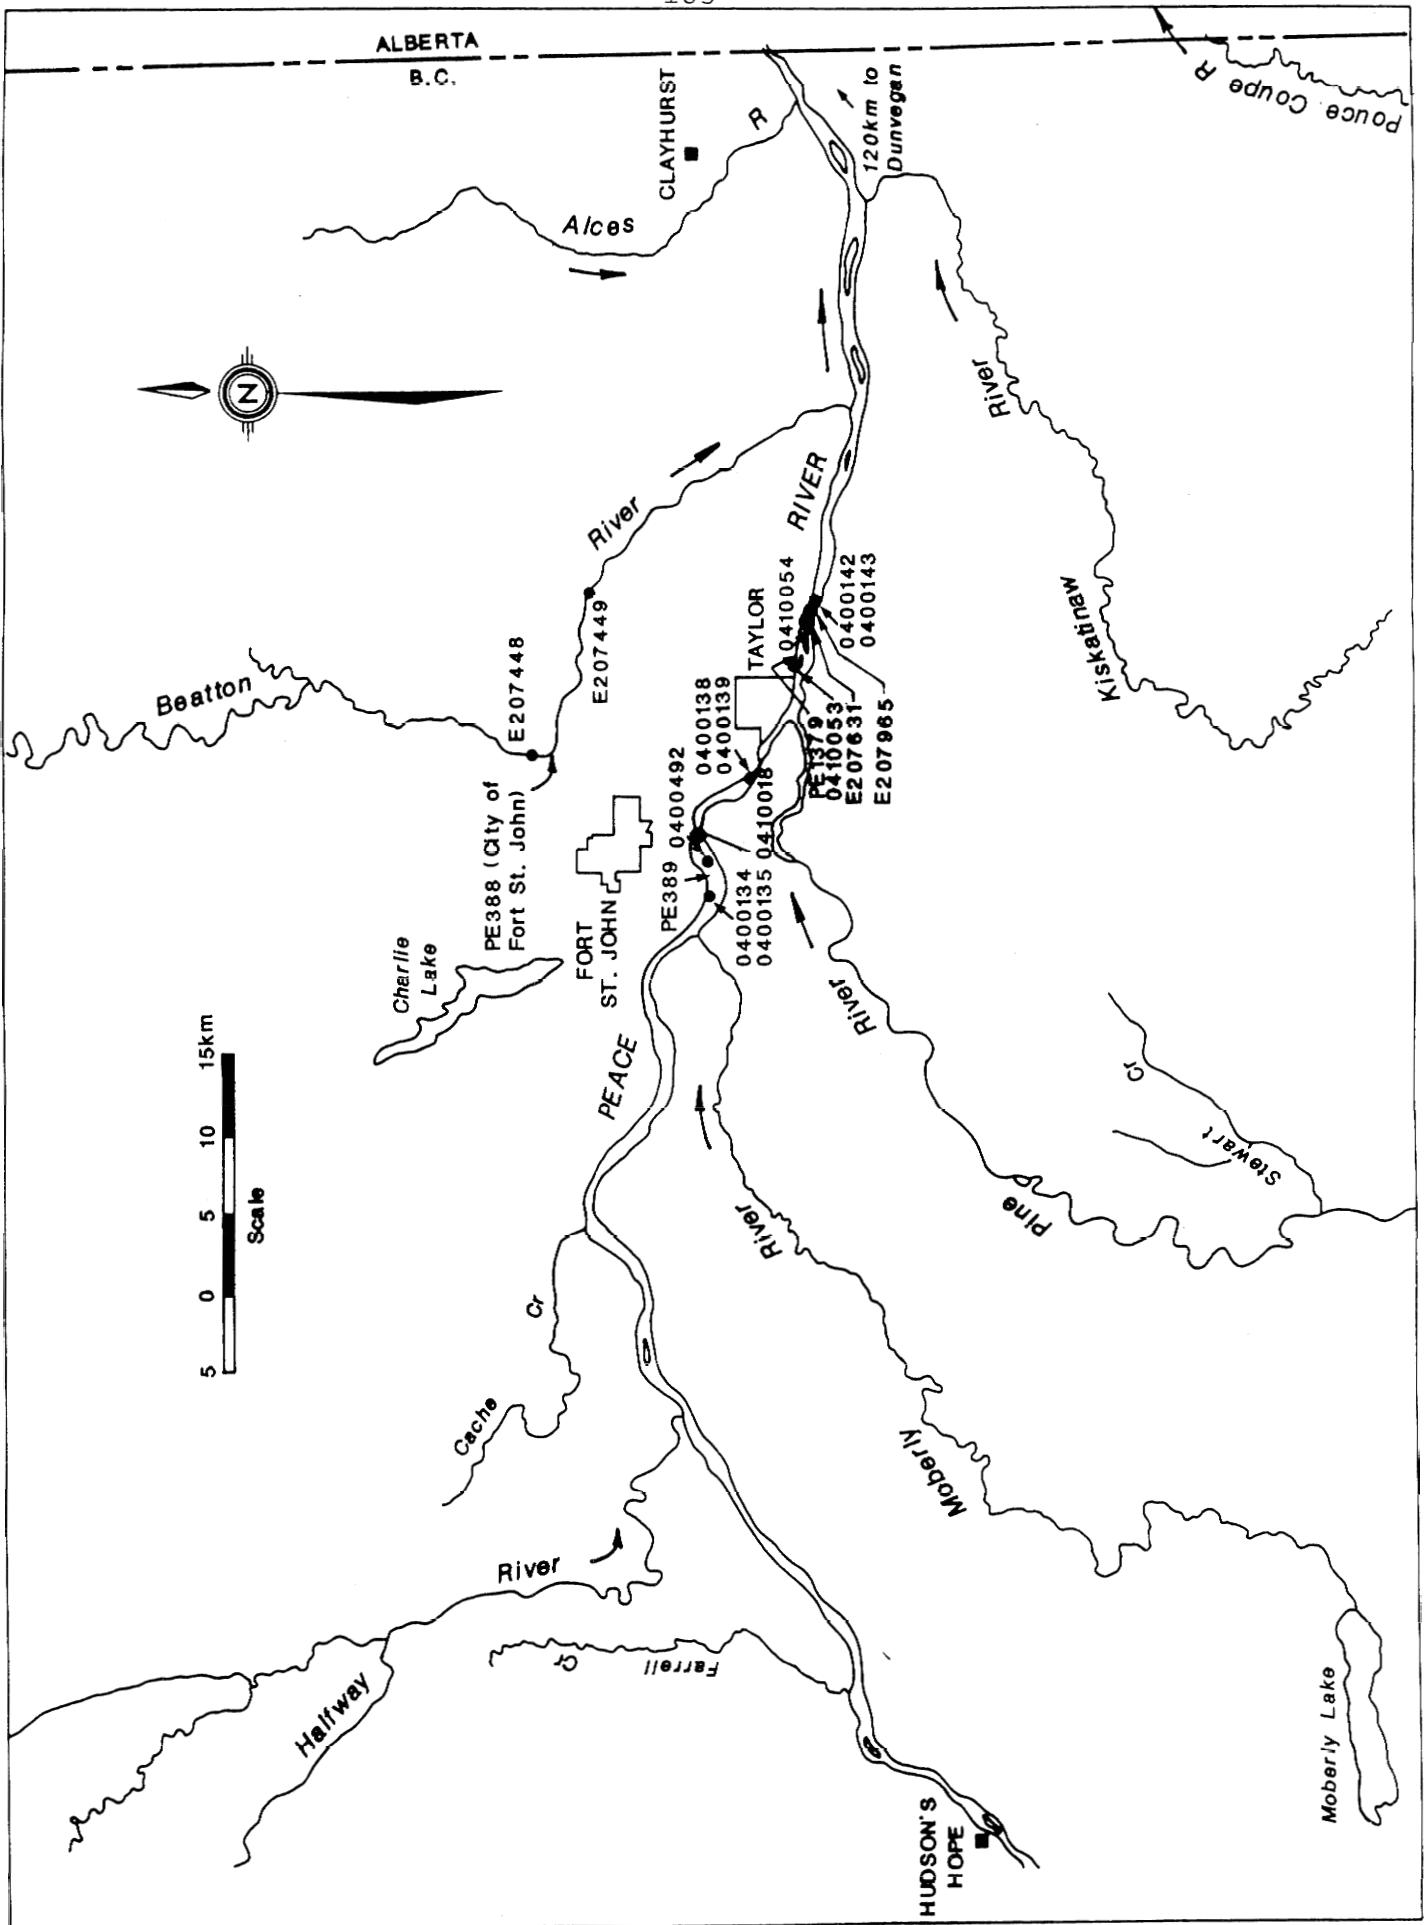 ALBERTA
B.C.
Pouce Coupe R
120km to
Dunvegan
CLAYHURST
R
Alces
N
River
RIVER
River
Kiskatinaw
Beatton
E207448
E207449
TAYLOR
0410054
0400142
0400143
0400138
0400139
PE1379
0410053
E207631
E207965
0400492
0410018
PE389
0400134
0400135
PE388 (City of
Fort St. John)
FORT
ST. JOHN
Charlie
Lake
PEACE
River
Cr
Stewart
Pine
5 0 5 10 15km
Scale
Cr
Cache
River
Moberly
River
Halfway
Farrell
Cr
Moberly Lake
HUDSON'S
HOPE